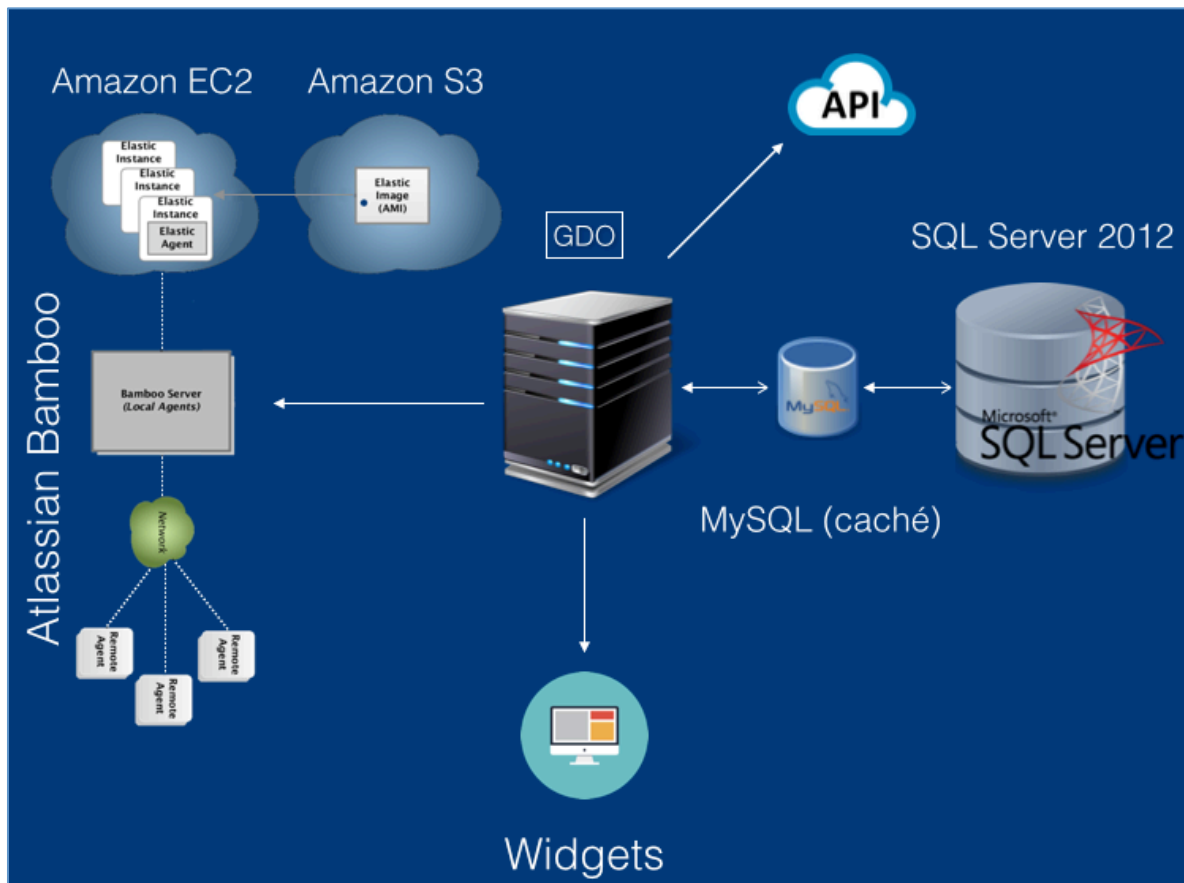 Amazon EC2
Amazon S3
API
Elastic
Instance
Elastic
Instance
Elastic
Instance
Elastic
Agent
Elastic
Image
(AMI)
GDO
SQL Server 2012
Atlassian Bamboo
Bamboo Server
(Local Agents)
MySQL
Microsoft®
SQL Server
MySQL (caché)
Network
Remote
Agent
Remote
Agent
Remote
Agent
Widgets